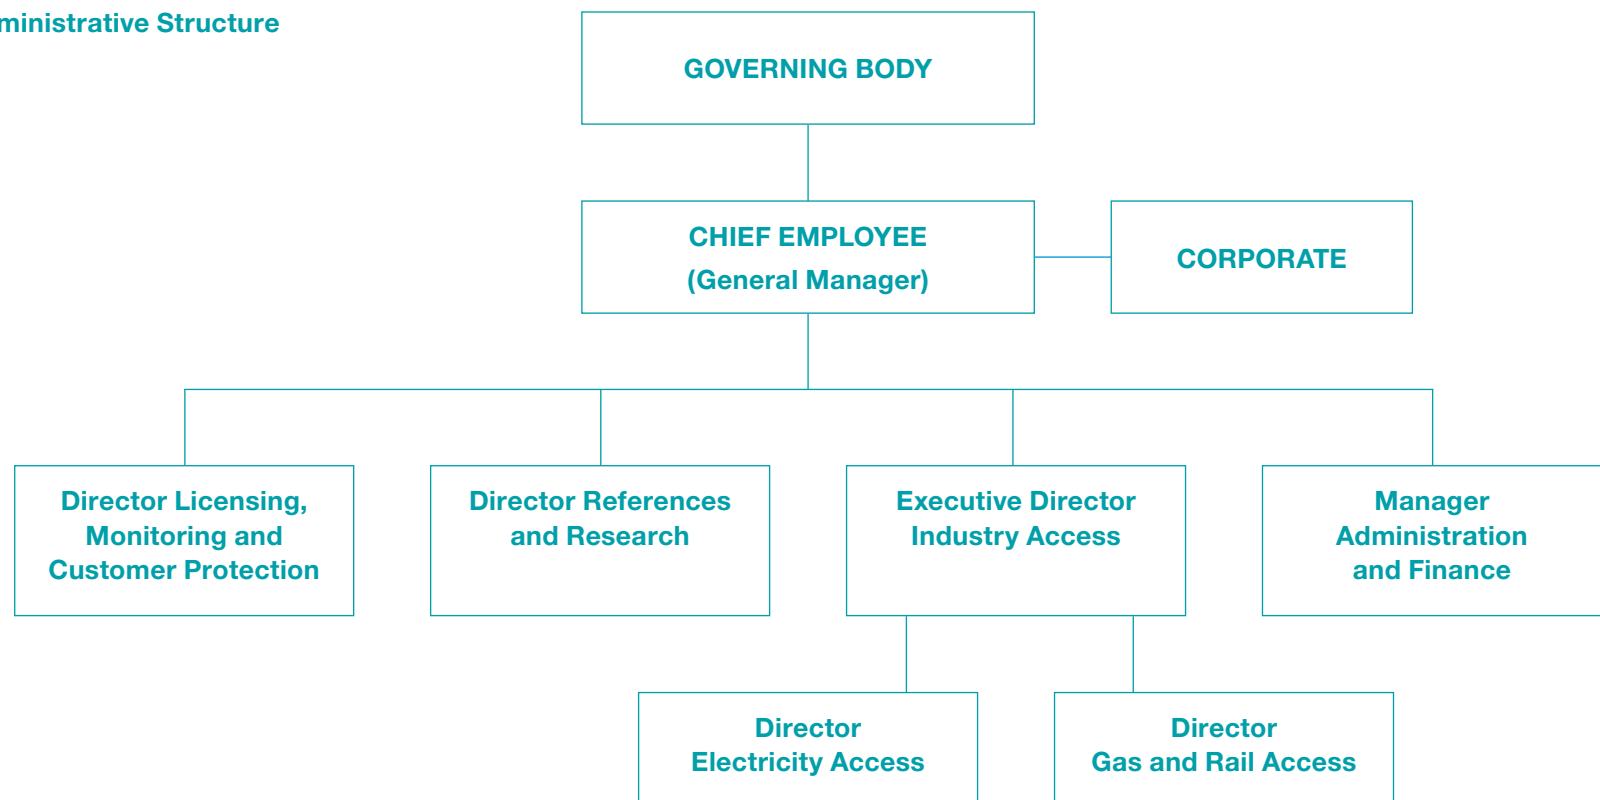 ministrative Structure
GOVERNING BODY
CHIEF EMPLOYEE
(General Manager)
CORPORATE
Director Licensing,
Monitoring and
Customer Protection
Director References
and Research
Executive Director
Industry Access
Manager
Administration
and Finance
Director
Electricity Access
Director
Gas and Rail Access